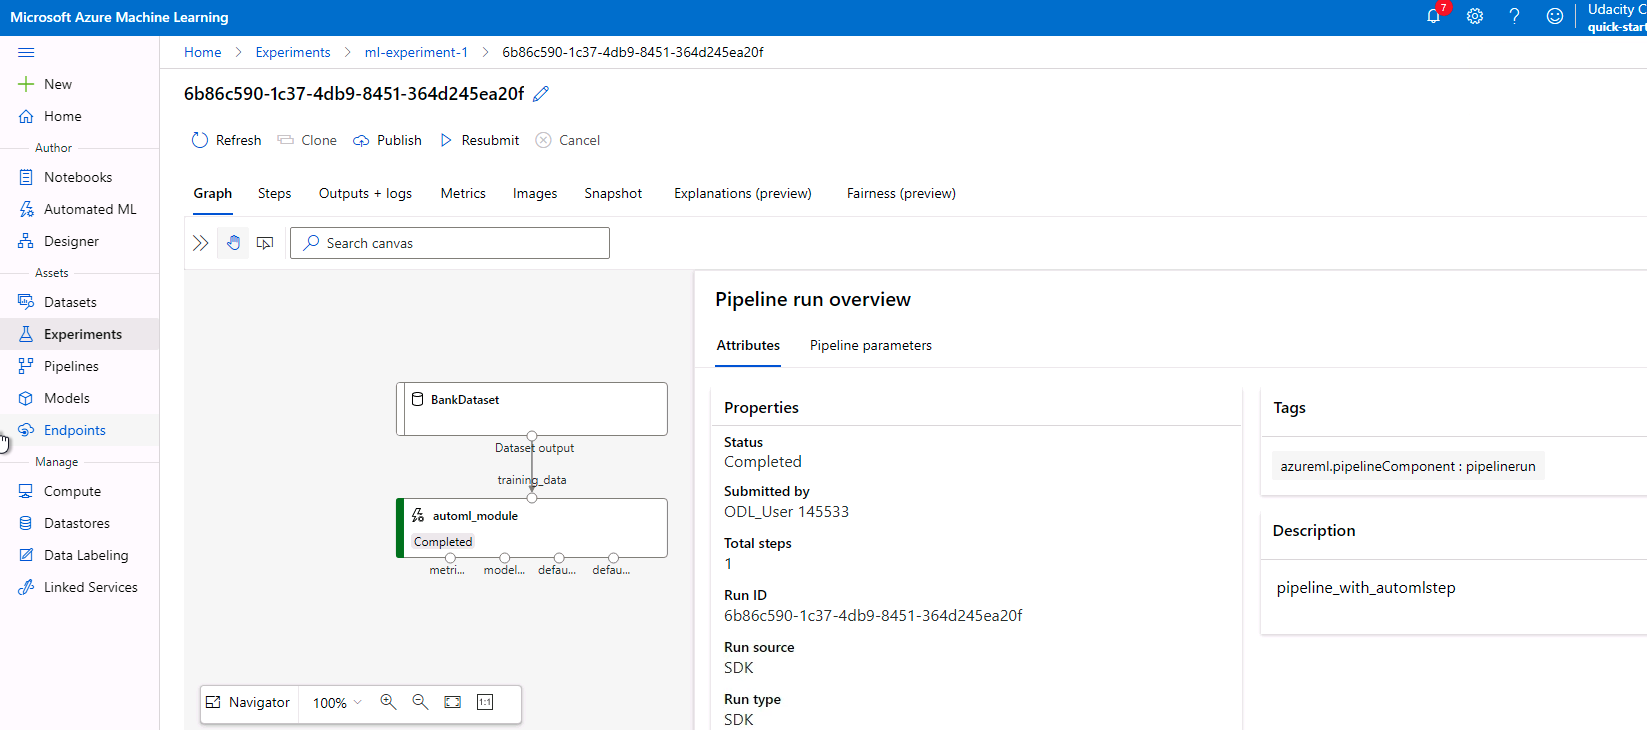 Microsoft Azure Machine Learning
7
Udacity C
quick-start
New
Home
Author
Notebooks
Automated ML
Designer
Assets
Datasets
Experiments
Pipelines
Models
Endpoints
Manage
Compute
Datastores
Data Labeling
Linked Services
Home > Experiments > ml-experiment-1 > 6b86c590-1c37-4db9-8451-364d245ea20f
6b86c590-1c37-4db9-8451-364d245ea20f
Refresh Clone Publish Resubmit Cancel
Graph Steps Outputs + logs Metrics Images Snapshot Explanations (preview) Fairness (preview)
Search canvas
BankDataset
Dataset output
training_data
automl_module
Completed
metri... model... defau... defau...
Navigator 100% 1:1
Pipeline run overview
Attributes Pipeline parameters
Properties
Status
Completed
Submitted by
ODL_User 145533
Total steps
1
Run ID
6b86c590-1c37-4db9-8451-364d245ea20f
Run source
SDK
Run type
SDK
Tags
azureml.pipelineComponent : pipelinerun
Description
pipeline_with_automlstep